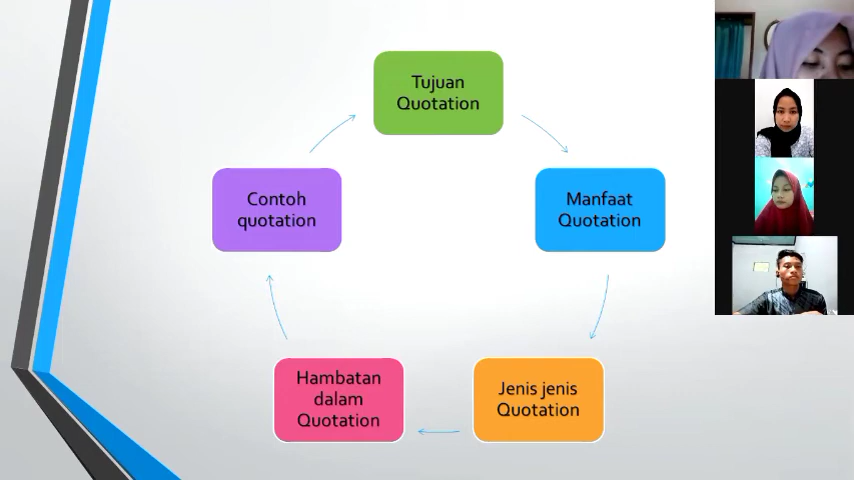 Tujuan
Quotation
Manfaat
Quotation
Jenis jenis
Quotation
Hambatan
dalam
Quotation
Contoh
quotation